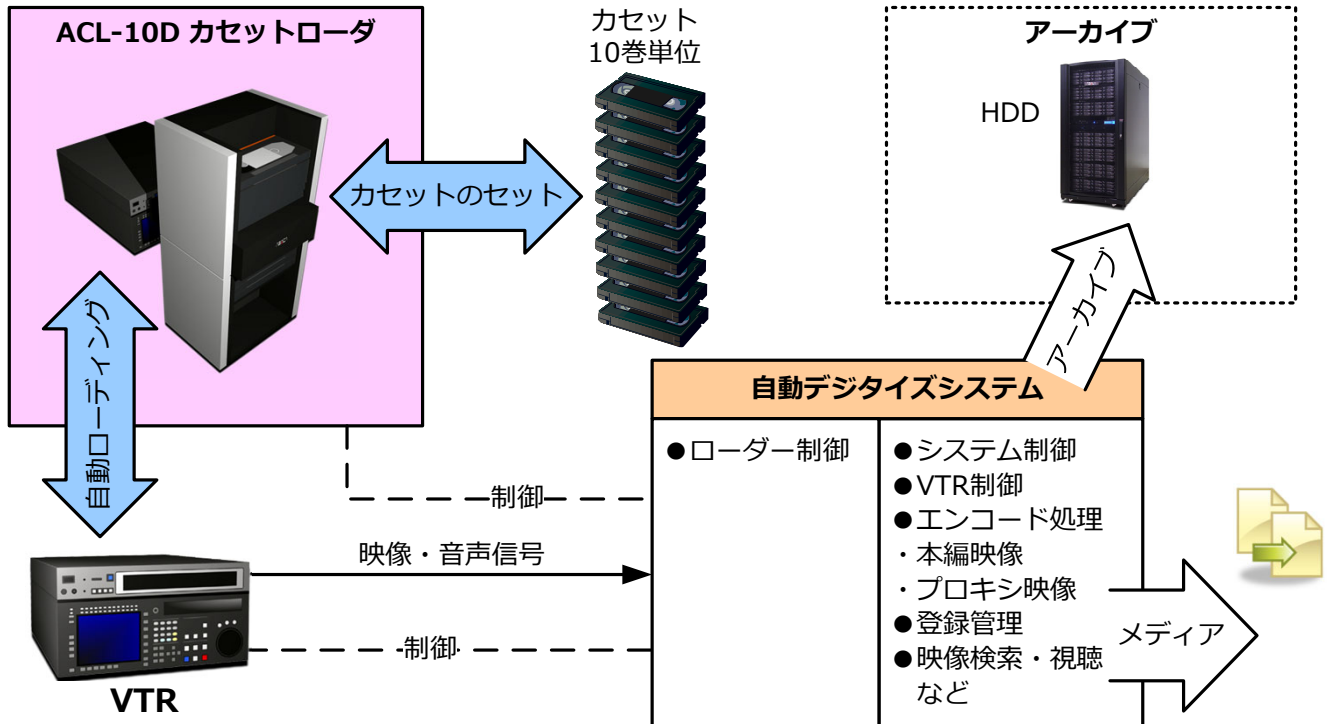 ACL-10D カセットローダ
カセット
10巻単位
アーカイブ
HDD
カセットのセット
自動ローディング
アーカイブ
自動デジタイズシステム
●ローダー制御
●システム制御
●VTR制御
●エンコード処理
・本編映像
・プロキシ映像
●登録管理
●映像検索・視聴
など
制御
映像・音声信号
制御
メディア
VTR